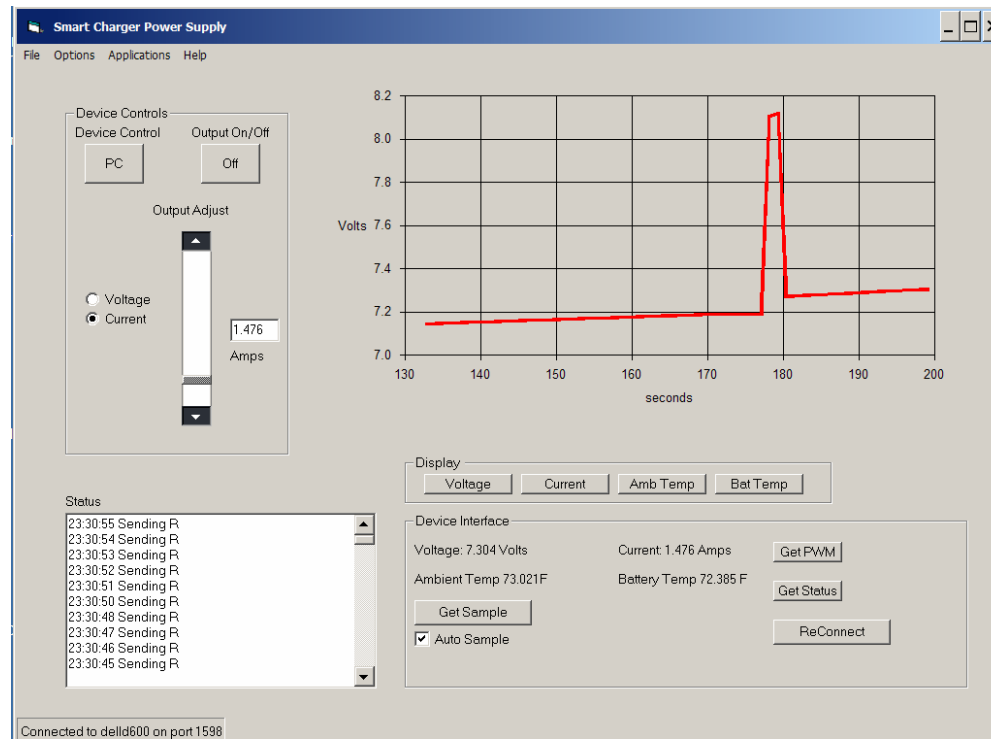 Smart Charger Power Supply
File Options Applications Help
Device Controls
Device Control Output On/Off
PC Off
Output Adjust
Voltage
Current
1.476
Amps
8.2
8.0
7.8
7.6
Volts
7.4
7.2
7.0
130 140 150 160 170 180 190 200
seconds
Display
Voltage Current Amb Temp Bat Temp
Status
23:30:55 Sending R
23:30:54 Sending R
23:30:53 Sending R
23:30:52 Sending R
23:30:51 Sending R
23:30:50 Sending R
23:30:48 Sending R
23:30:47 Sending R
23:30:46 Sending R
23:30:45 Sending R
Device Interface
Voltage: 7.304 Volts Current: 1.476 Amps Get PWM
Ambient Temp 73.021F Battery Temp 72.385 F Get Status
Get Sample
Auto Sample
ReConnect
Connected to delld600 on port 1598